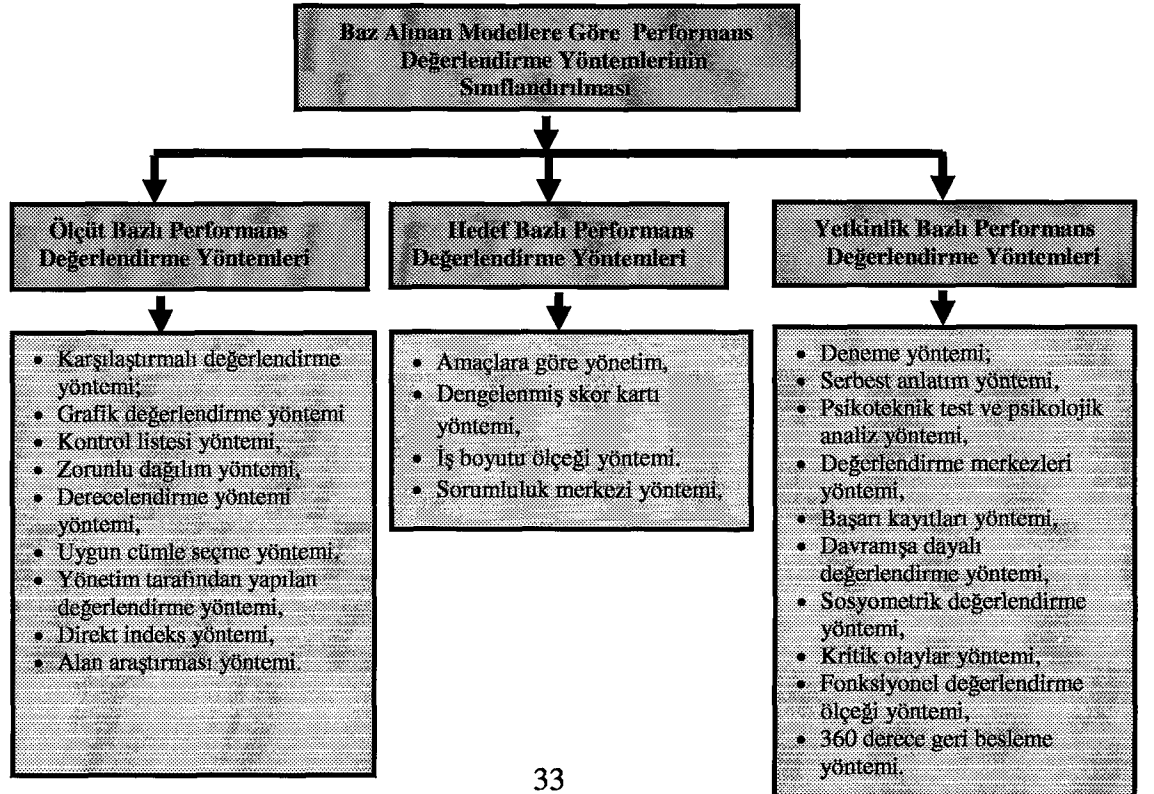 Baz Alınan Modellere Göre Performans
Değerlendirme Yöntemlerinin
Sınıflandırılması
Ölçüt Bazlı Performans
Değerlendirme Yöntemleri
Hedef Bazlı Performans
Değerlendirme Yöntemleri
Yetkinlik Bazlı Performans
Değerlendirme Yöntemleri
• Karşılaştırmalı değerlendirme
yöntemi;
• Grafik değerlendirme yöntemi
• Kontrol listesi yöntemi,
• Zorunlu dağılım yöntemi,
• Derecelendirme yöntemi
yöntemi,
• Uygun cümle seçme yöntemi,
• Yönetim tarafından yapılan
değerlendirme yöntemi,
• Direkt indeks yöntemi,
• Alan araştırması yöntemi.
• Amaçlara göre yönetim,
• Dengelenmiş skor kartı
yöntemi,
• İş boyutu ölçeği yöntemi.
• Sorumluluk merkezi yöntemi,
• Deneme yöntemi;
• Serbest anlatım yöntemi,
• Psikoteknik test ve psikolojik
analiz yöntemi,
• Değerlendirme merkezleri
yöntemi,
• Başarı kayıtları yöntemi,
• Davranışa dayalı
değerlendirme yöntemi,
• Sosyometrik değerlendirme
yöntemi,
• Kritik olaylar yöntemi,
• Fonksiyonel değerlendirme
ölçeği yöntemi,
• 360 derece geri besleme
yöntemi.
33